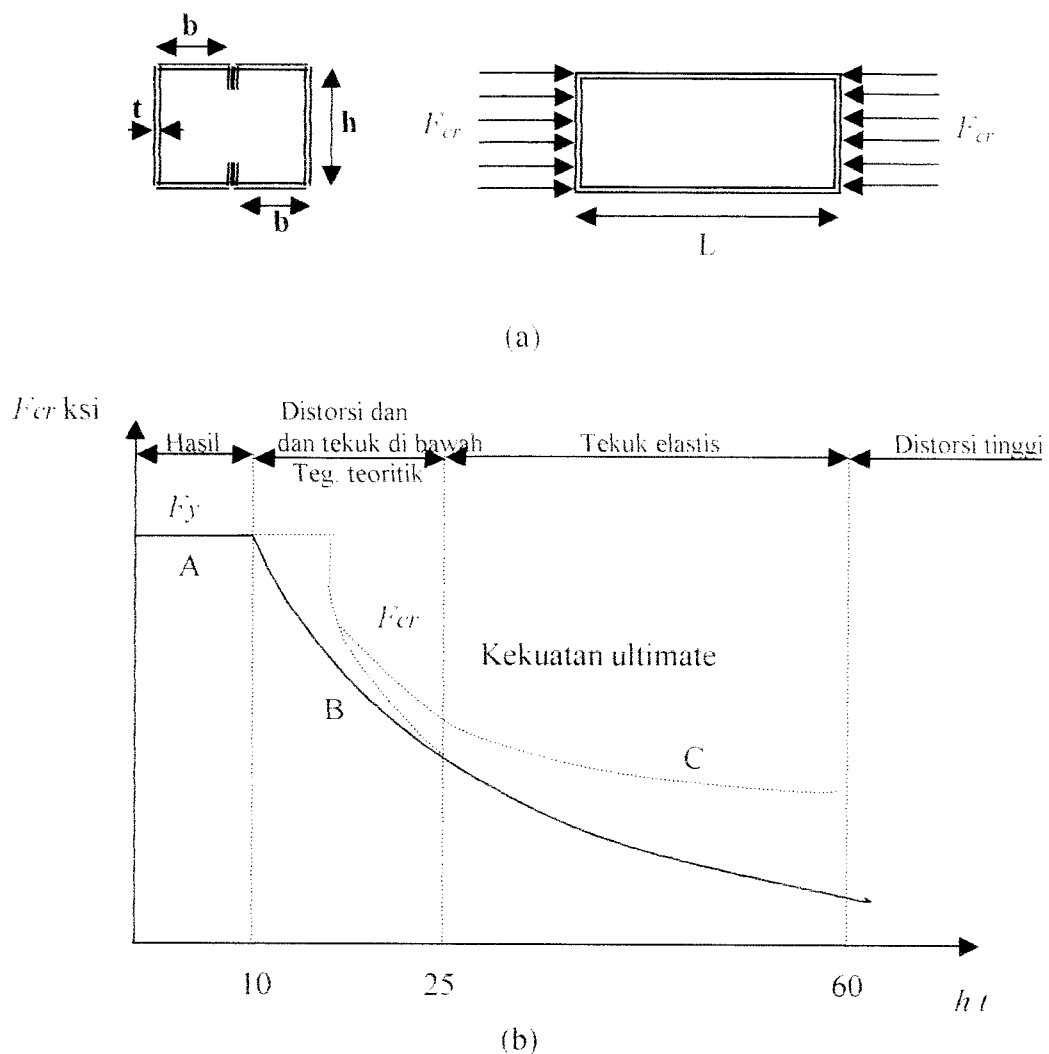 b
t
h
b
Fcr
Fcr
L
(a)
Fcr ksi
Hasil
Distorsi dan
dan tekuk di bawah
Teg. teoritik
Tekuk elastis
Distorsi tinggi
Fy
A
Fcr
Kekuatan ultimate
B
C
10
25
60
h t
(b)